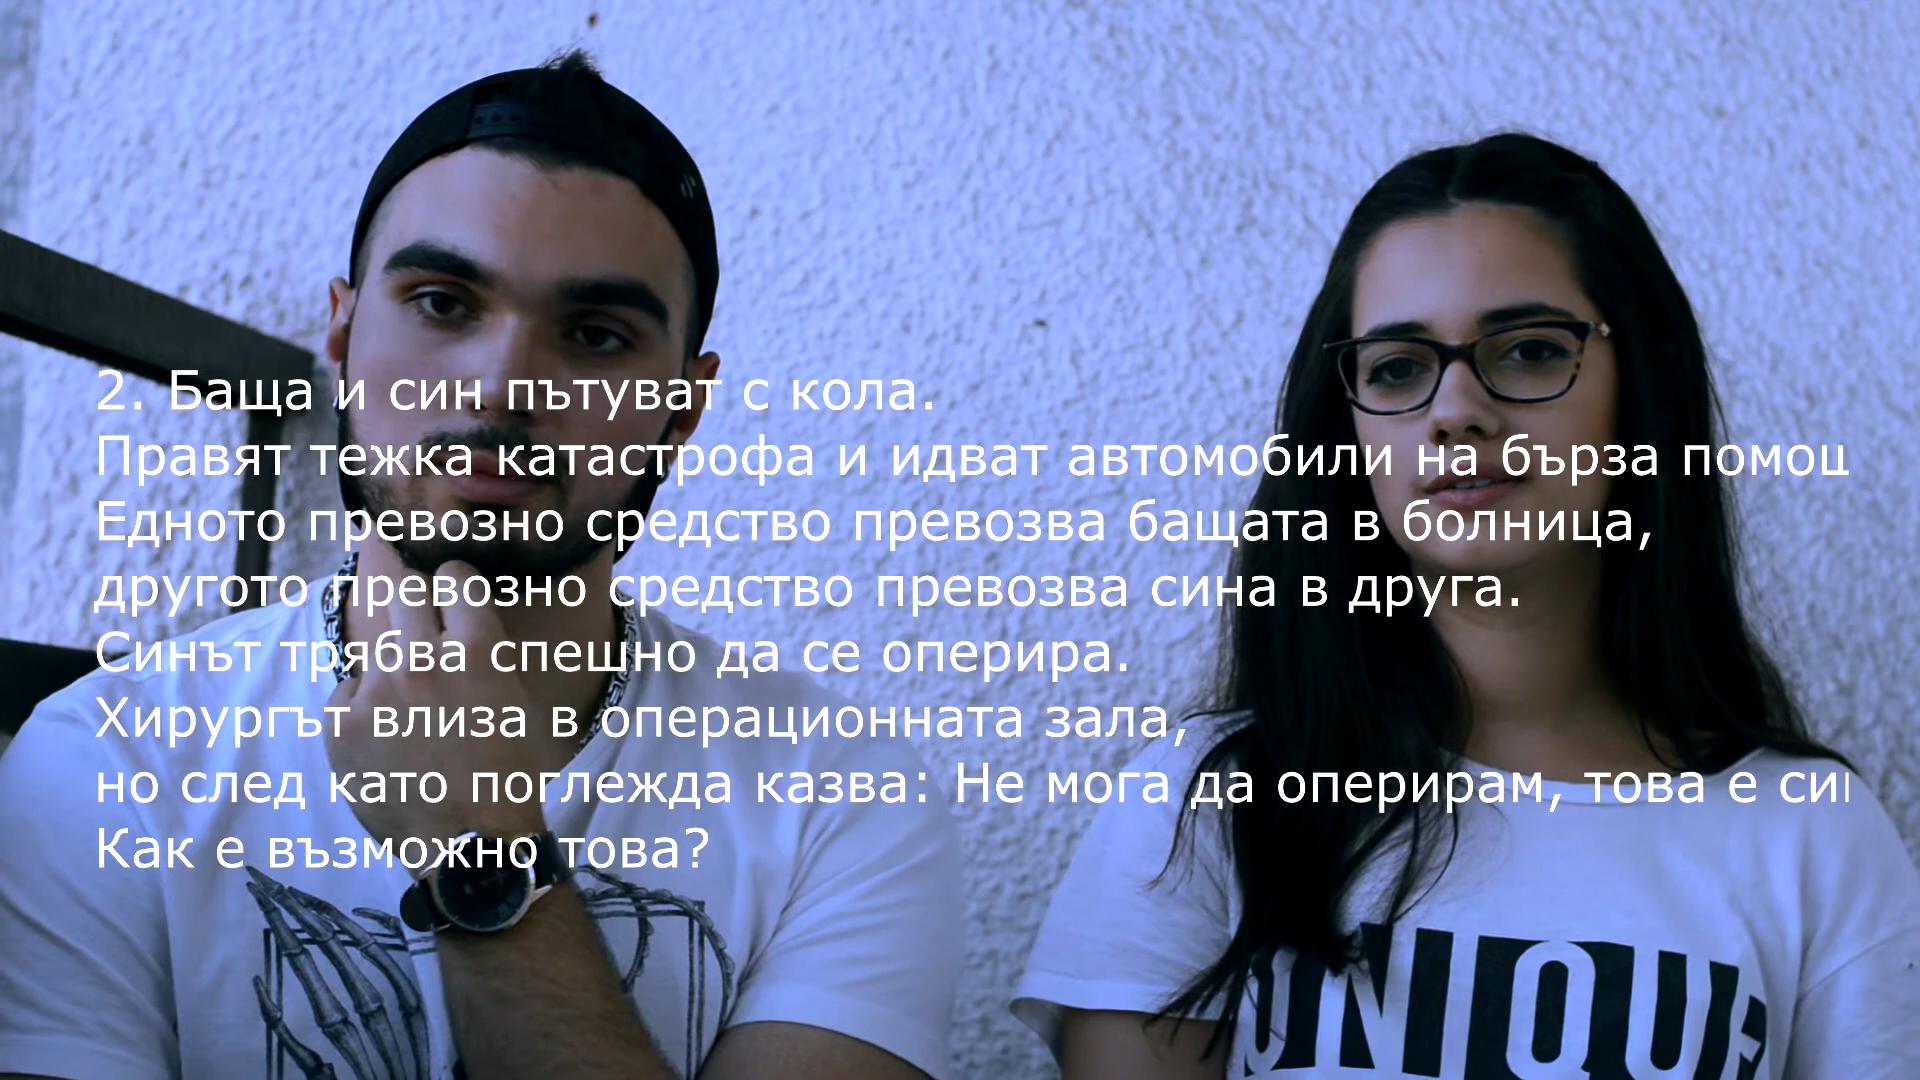 2. Баща и син пътуват с кола.
Правят тежка катастрофа и идват автомобили на бърза
Едното превозно средство превозва бащата в болница,
другото превозно средство превозва сина в друга.
Синът трябва спешно да се оперира.
Хирургът влиза в операционната зала,
но след като поглежда казва: Не мога да оперирам, това е
Как е възможно това?
UNIQUE